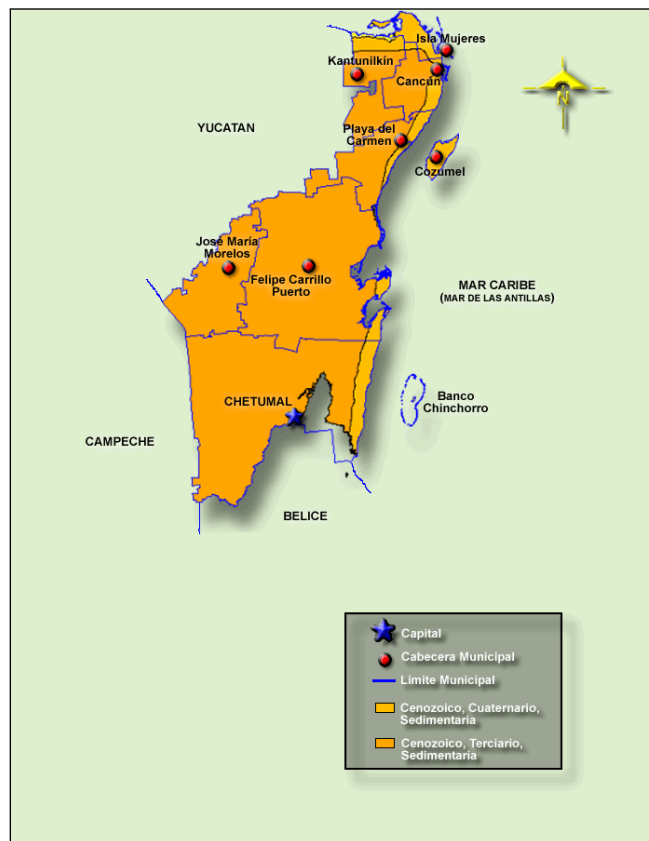 Isla Mujeres
Kantunilkín
Cancún
N
YUCATAN
Playa del
Carmen
Cozumel
José María
Morelos
Felipe Carrillo
Puerto
MAR CARIBE
(MAR DE LAS ANTILLAS)
CHETUMAL
Banco
Chinchorro
CAMPECHE
BELICE
Capital
Cabecera Municipal
Límite Municipal
Cenozoico, Cuaternario,
Sedimentaria
Cenozoico, Terciario,
Sedimentaria